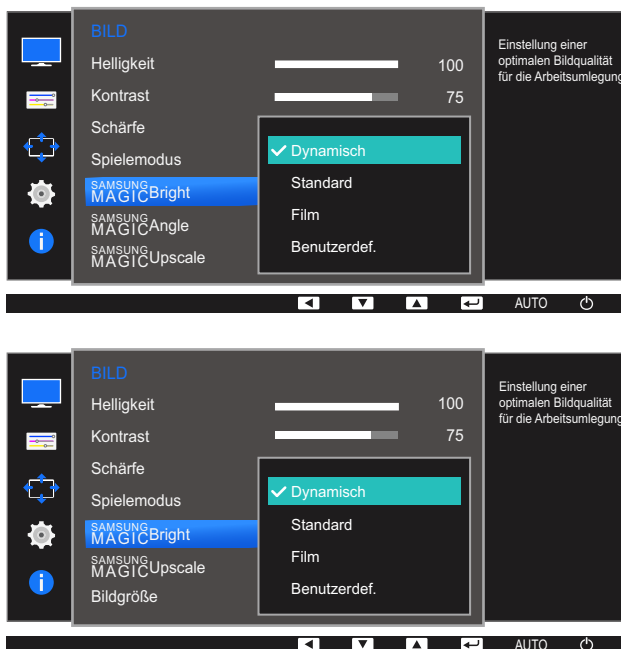 BILD
Helligkeit 100
Kontrast 75
Schärfe
Spielemodus
SAMSUNG
MAGICBright
SAMSUNG
MAGICAngle
SAMSUNG
MAGICUpscale
Dynamisch
Standard
Film
Benutzerdef.
Einstellung einer
optimalen Bildqualität
für die Arbeitsumlegung
AUTO
BILD
Helligkeit 100
Kontrast 75
Schärfe
Spielemodus
SAMSUNG
MAGICBright
SAMSUNG
MAGICUpscale
Bildgröße
Dynamisch
Standard
Film
Benutzerdef.
Einstellung einer
optimalen Bildqualität
für die Arbeitsumlegung
AUTO